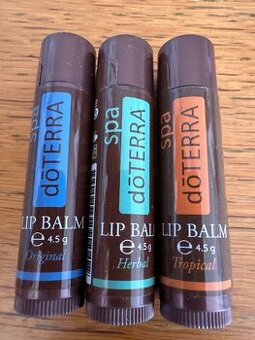 spa
dōTERRA
LIP BALM
℮ 4.5 g
Original
spa
dōTERRA
LIP BALM
℮ 4.5 g
Herbal
spa
dōTERRA
LIP BALM
℮ 4.5 g
Tropical